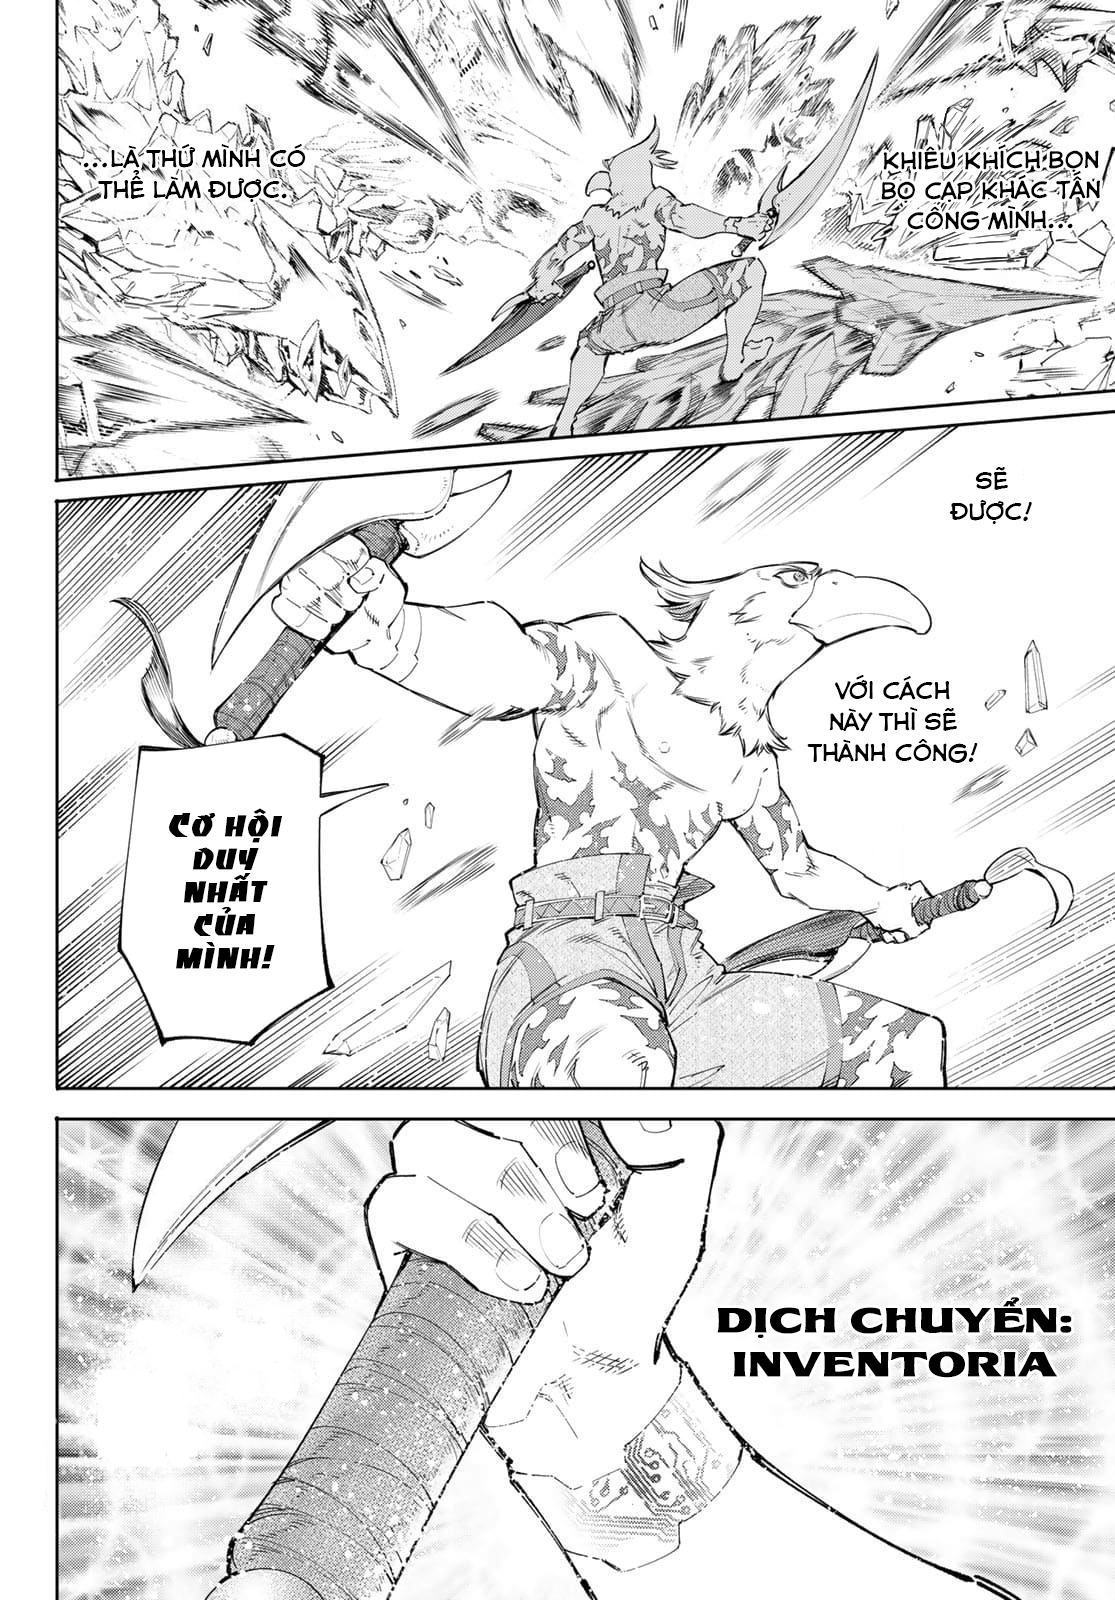 KHIÊU KHÍCH BỌN
BỌ CẠP KHÁC TẤN
CÔNG MÌNH...
...LÀ THỨ MÌNH CÓ
THỂ LÀM ĐƯỢC.
SẼ
ĐƯỢC!
VỚI CÁCH
NÀY THÌ SẼ
THÀNH CÔNG!
CƠ HỘI
DUY
NHẤT
CỦA
MÌNH!
DỊCH CHUYỂN:
INVENTORIA